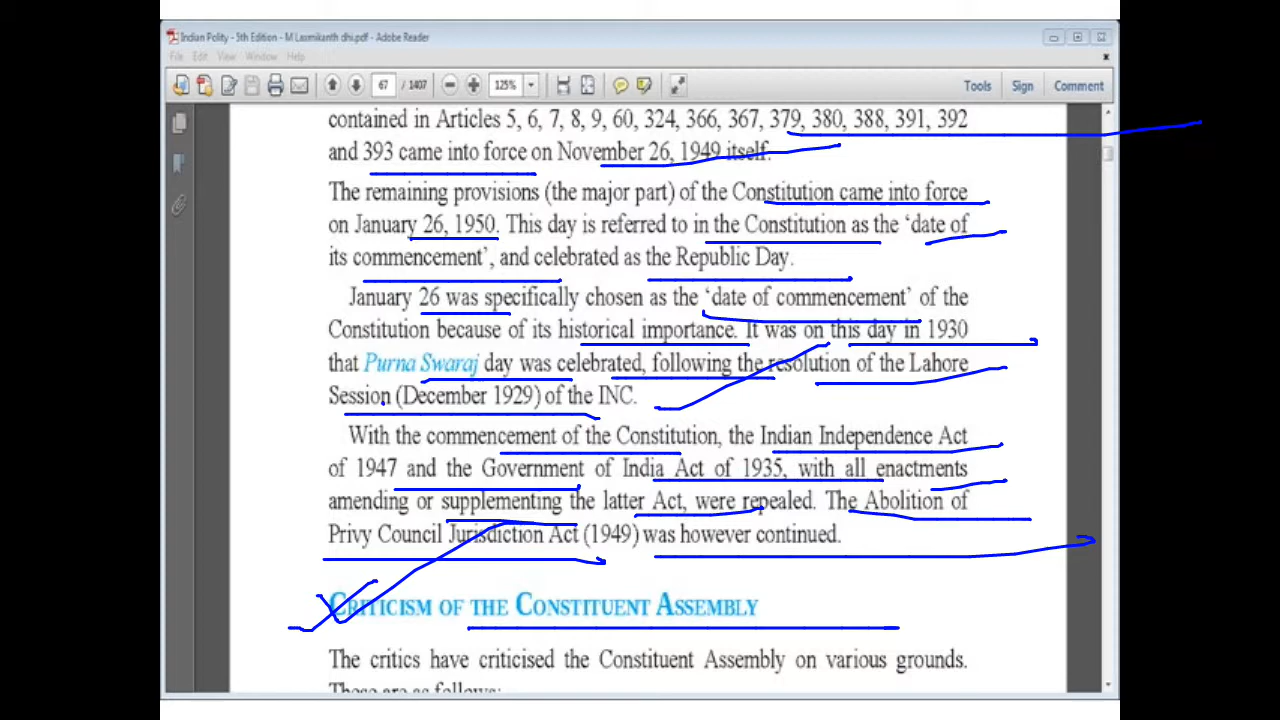 Indian Polity - 5th Edition - M Laxmikanth dhi.pdf - Adobe Reader
File Edit View Window Help
67 / 1407 125% Tools Sign Comment
contained in Articles 5, 6, 7, 8, 9, 60, 324, 366, 367, 379, 380, 388, 391, 392
and 393 came into force on November 26, 1949 itself.
The remaining provisions (the major part) of the Constitution came into force
on January 26, 1950. This day is referred to in the Constitution as the ‘date of
its commencement’, and celebrated as the Republic Day.
January 26 was specifically chosen as the ‘date of commencement’ of the
Constitution because of its historical importance. It was on this day in 1930
that Purna Swaraj day was celebrated, following the resolution of the Lahore
Session (December 1929) of the INC.
With the commencement of the Constitution, the Indian Independence Act
of 1947 and the Government of India Act of 1935, with all enactments
amending or supplementing the latter Act, were repealed. The Abolition of
Privy Council Jurisdiction Act (1949) was however continued.
CRITICISM OF THE CONSTITUENT ASSEMBLY
The critics have criticised the Constituent Assembly on various grounds.
These are as follows: